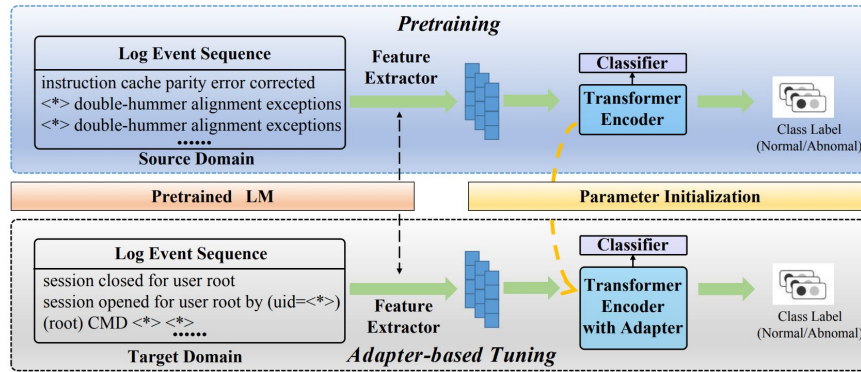 Pretraining
Log Event Sequence
instruction cache parity error corrected
<*> double-hummer alignment exceptions
<*> double-hummer alignment exceptions
......
Source Domain
Feature
Extractor
Classifier
Transformer
Encoder
Class Label
(Normal/Abnomal)
Pretrained LM
Parameter Initialization
Log Event Sequence
session closed for user root
session opened for user root by (uid=<*>)
(root) CMD <*> <*>
......
Target Domain
Feature
Extractor
Classifier
Transformer
Encoder
with Adapter
Class Label
(Normal/Abnomal)
Adapter-based Tuning